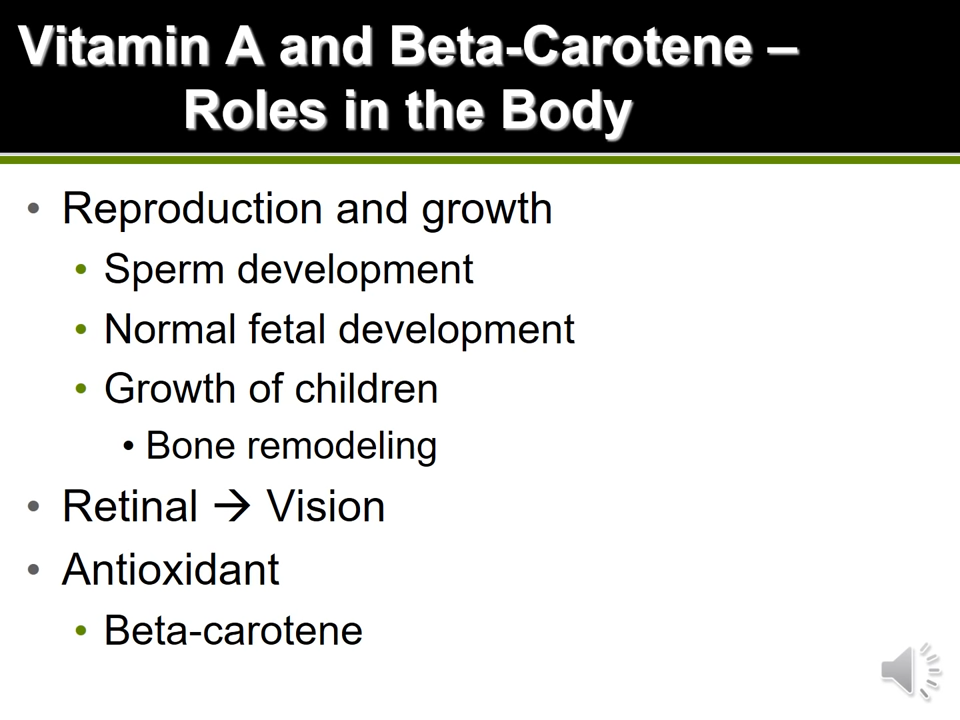 Vitamin A and Beta-Carotene –
Roles in the Body
• Reproduction and growth
• Sperm development
• Normal fetal development
• Growth of children
• Bone remodeling
• Retinal → Vision
• Antioxidant
• Beta-carotene